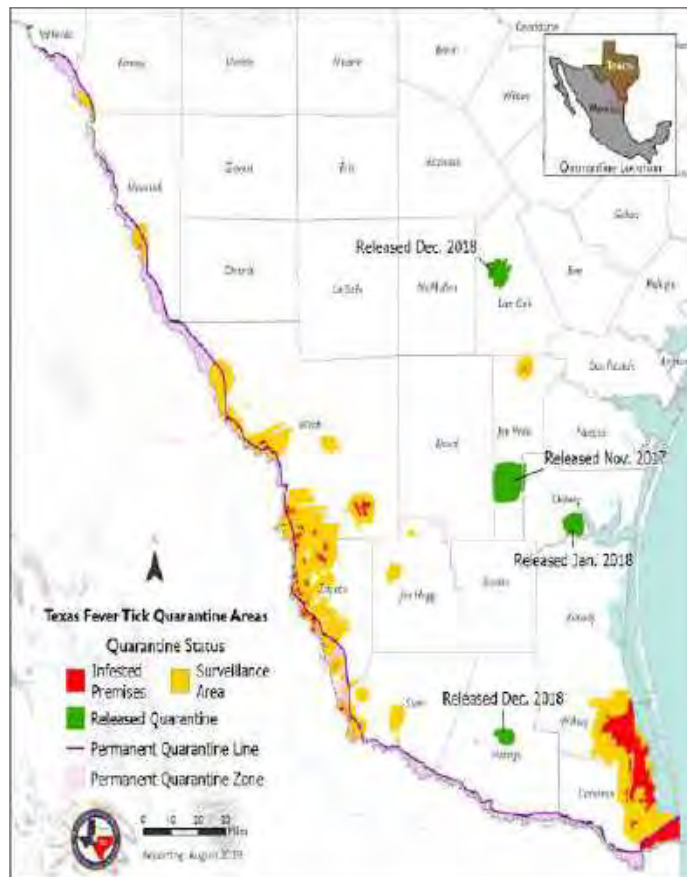 Kinney
Uvalde
Bexar
Wilson
Texas
Mexico
Quarantine Location
Maverick
Zavala
Frio
Atascosa
Goliad
Released Dec. 2018
Dimmit
La Salle
McMullen
Live Oak
Bee
Refugio
San Patricio
Webb
Duval
Jim Wells
Nueces
Released Nov. 2017
Kleberg
Released Jan. 2018
Zapata
Jim Hogg
Brooks
Kenedy
Texas Fever Tick Quarantine Areas
Quarantine Status
Infested Premises
Surveillance Area
Released Quarantine
Permanent Quarantine Line
Permanent Quarantine Zone
Starr
Released Dec. 2018
Hidalgo
Willacy
Cameron
Miles
Reporting: August 2019